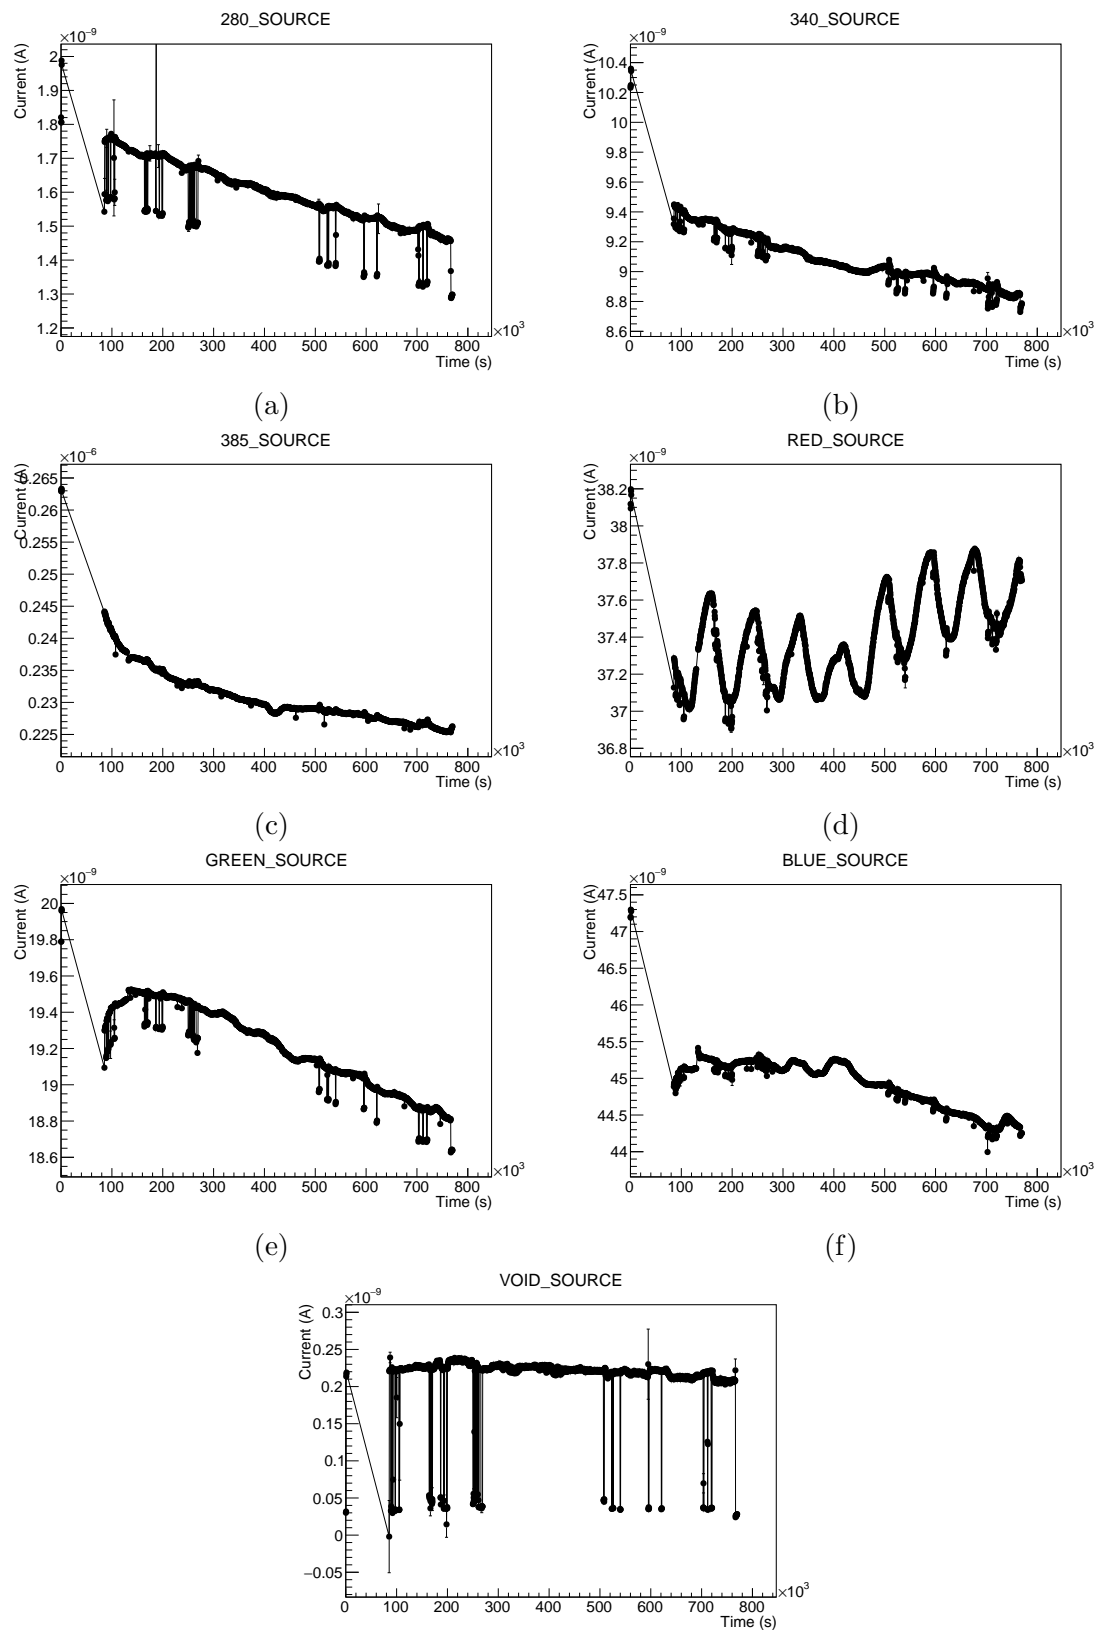 280_SOURCE
×10⁻⁹
Current (A)
2
1.9
1.8
1.7
1.6
1.5
1.4
1.3
1.2
0 100 200 300 400 500 600 700 800
×10³
Time (s)
(a)
340_SOURCE
×10⁻⁹
Current (A)
10.4
10.2
10
9.8
9.6
9.4
9.2
9
8.8
8.6
0 100 200 300 400 500 600 700 800
×10³
Time (s)
(b)
385_SOURCE
×10⁻⁶
Current (A)
0.265
0.26
0.255
0.25
0.245
0.24
0.235
0.23
0.225
0 100 200 300 400 500 600 700 800
×10³
Time (s)
(c)
RED_SOURCE
×10⁻⁹
Current (A)
38.2
38
37.8
37.6
37.4
37.2
37
36.8
0 100 200 300 400 500 600 700 800
×10³
Time (s)
(d)
GREEN_SOURCE
×10⁻⁹
Current (A)
20
19.8
19.6
19.4
19.2
19
18.8
18.6
0 100 200 300 400 500 600 700 800
×10³
Time (s)
(e)
BLUE_SOURCE
×10⁻⁹
Current (A)
47.5
47
46.5
46
45.5
45
44.5
44
0 100 200 300 400 500 600 700 800
×10³
Time (s)
(f)
VOID_SOURCE
×10⁻⁹
Current (A)
0.3
0.25
0.2
0.15
0.1
0.05
0
−0.05
0 100 200 300 400 500 600 700 800
×10³
Time (s)